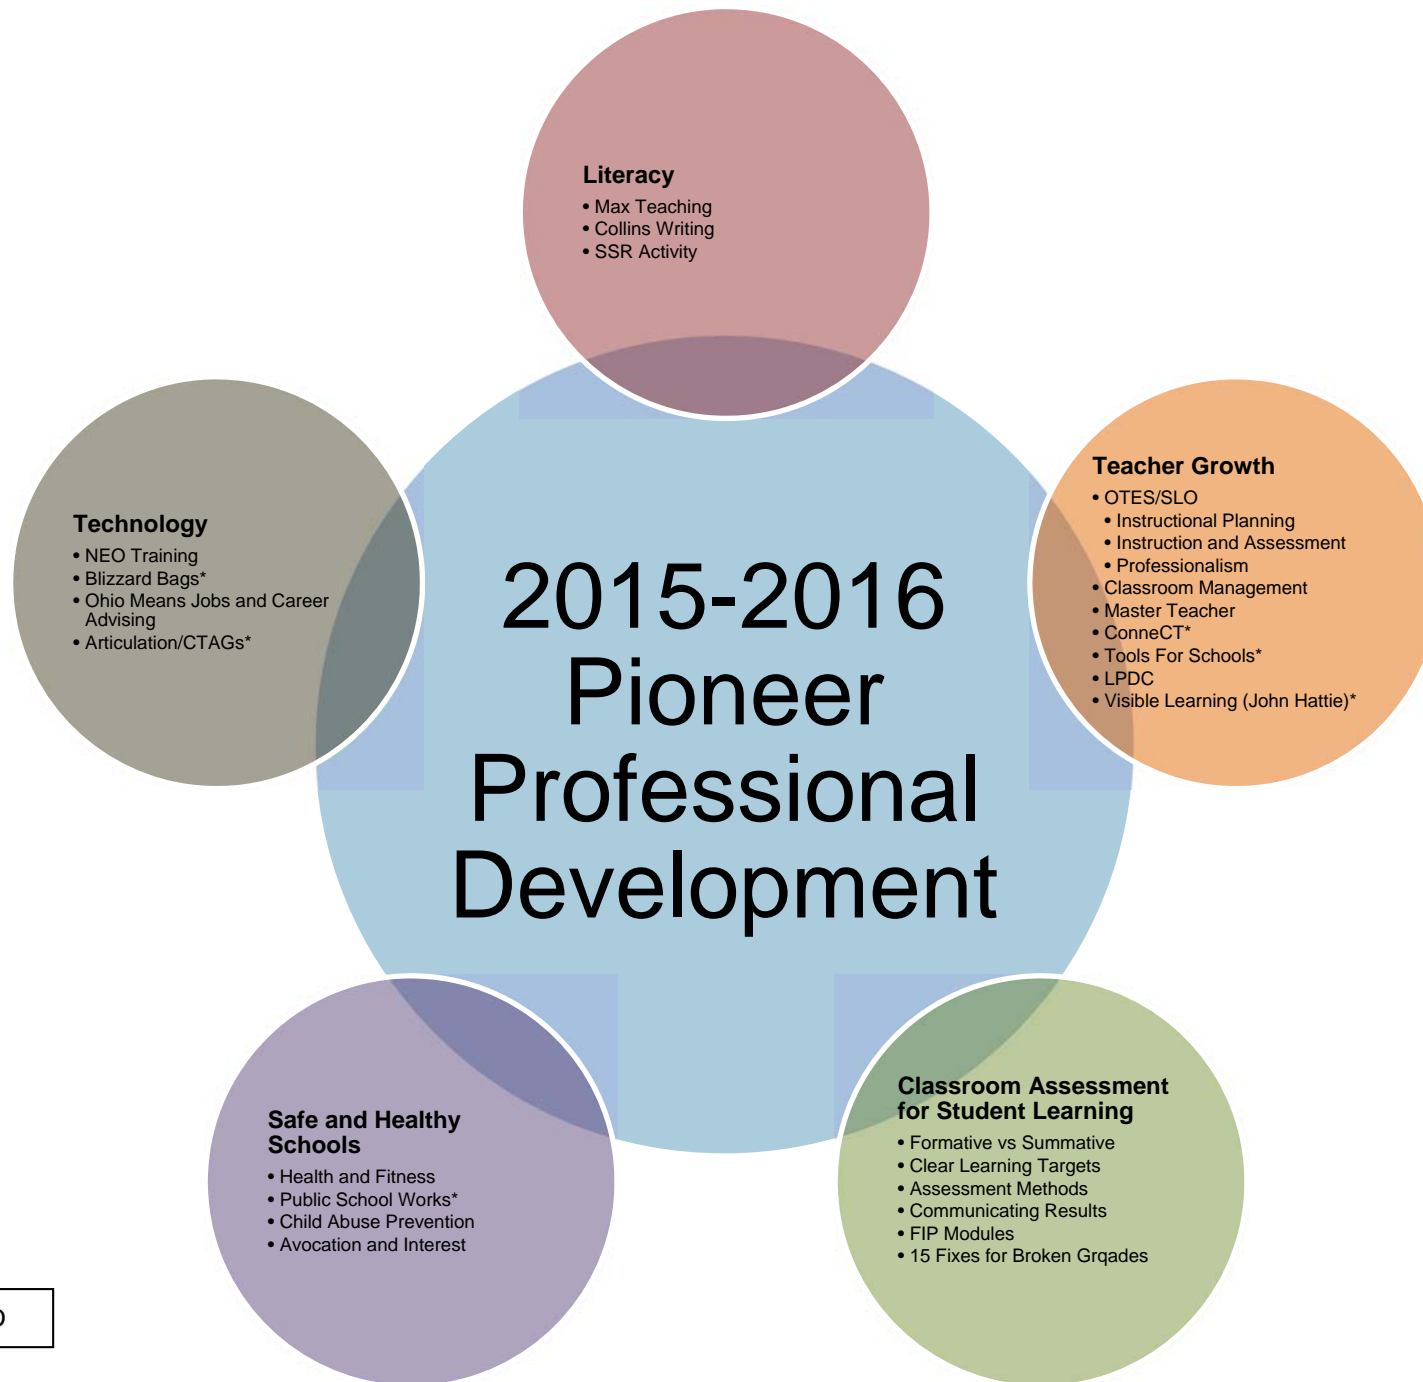 Literacy
• Max Teaching
• Collins Writing
• SSR Activity
Teacher Growth
• OTES/SLO
• Instructional Planning
• Instruction and Assessment
• Professionalism
• Classroom Management
• Master Teacher
• ConneCT*
• Tools For Schools*
• LPDC
• Visible Learning (John Hattie)*
Technology
• NEO Training
• Blizzard Bags*
• Ohio Means Jobs and Career
Advising
• Articulation/CTAGs*
2015-2016
Pioneer
Professional
Development
Classroom Assessment
for Student Learning
• Formative vs Summative
• Clear Learning Targets
• Assessment Methods
• Communicating Results
• FIP Modules
• 15 Fixes for Broken Grqades
Safe and Healthy
Schools
• Health and Fitness
• Public School Works*
• Child Abuse Prevention
• Avocation and Interest